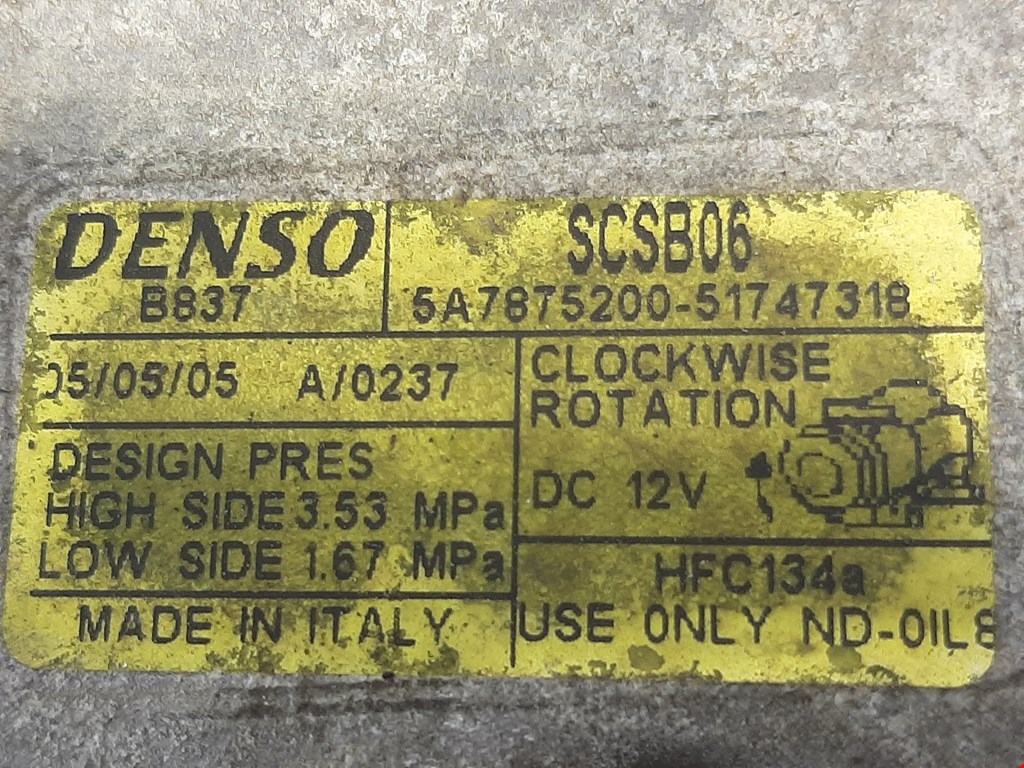 DENSO
SCSB06
B837
5A7875200-51747318
05/05/05 A/0237
CLOCKWISE
ROTATION
DC 12V
DESIGN PRES
HIGH SIDE 3.53 MPa
LOW SIDE 1.67 MPa
HFC134a
MADE IN ITALY
USE ONLY ND-OIL8